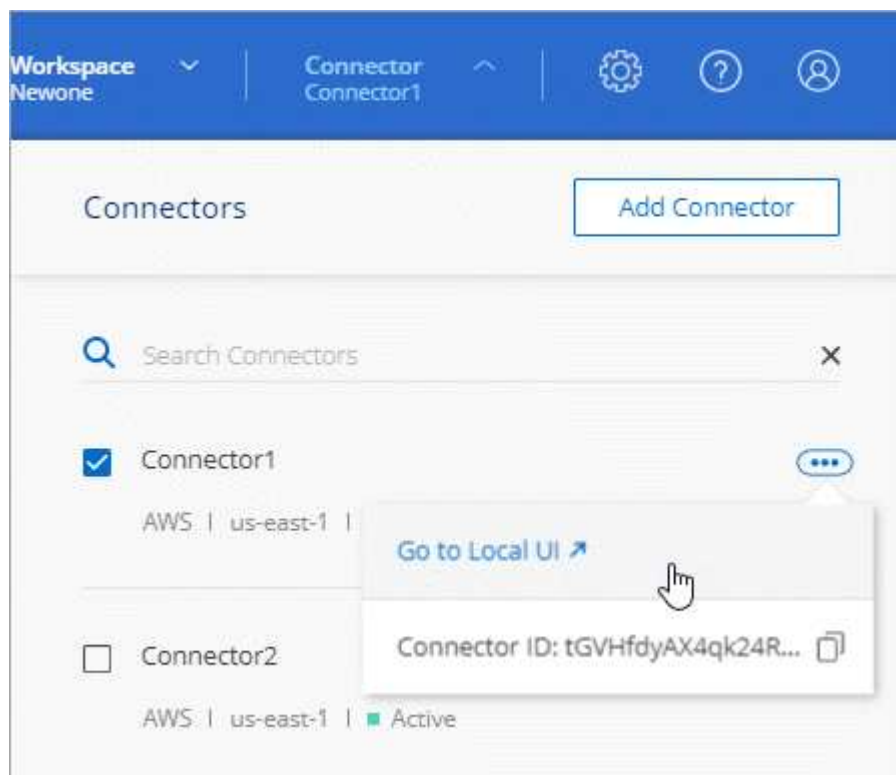 Workspace
Newone
Connector
Connector1
Connectors
Add Connector
Search Connectors
Connector1
AWS | us-east-1 |
Go to Local UI
Connector ID: tGVHfdyAX4qk24R...
Connector2
AWS | us-east-1 | Active